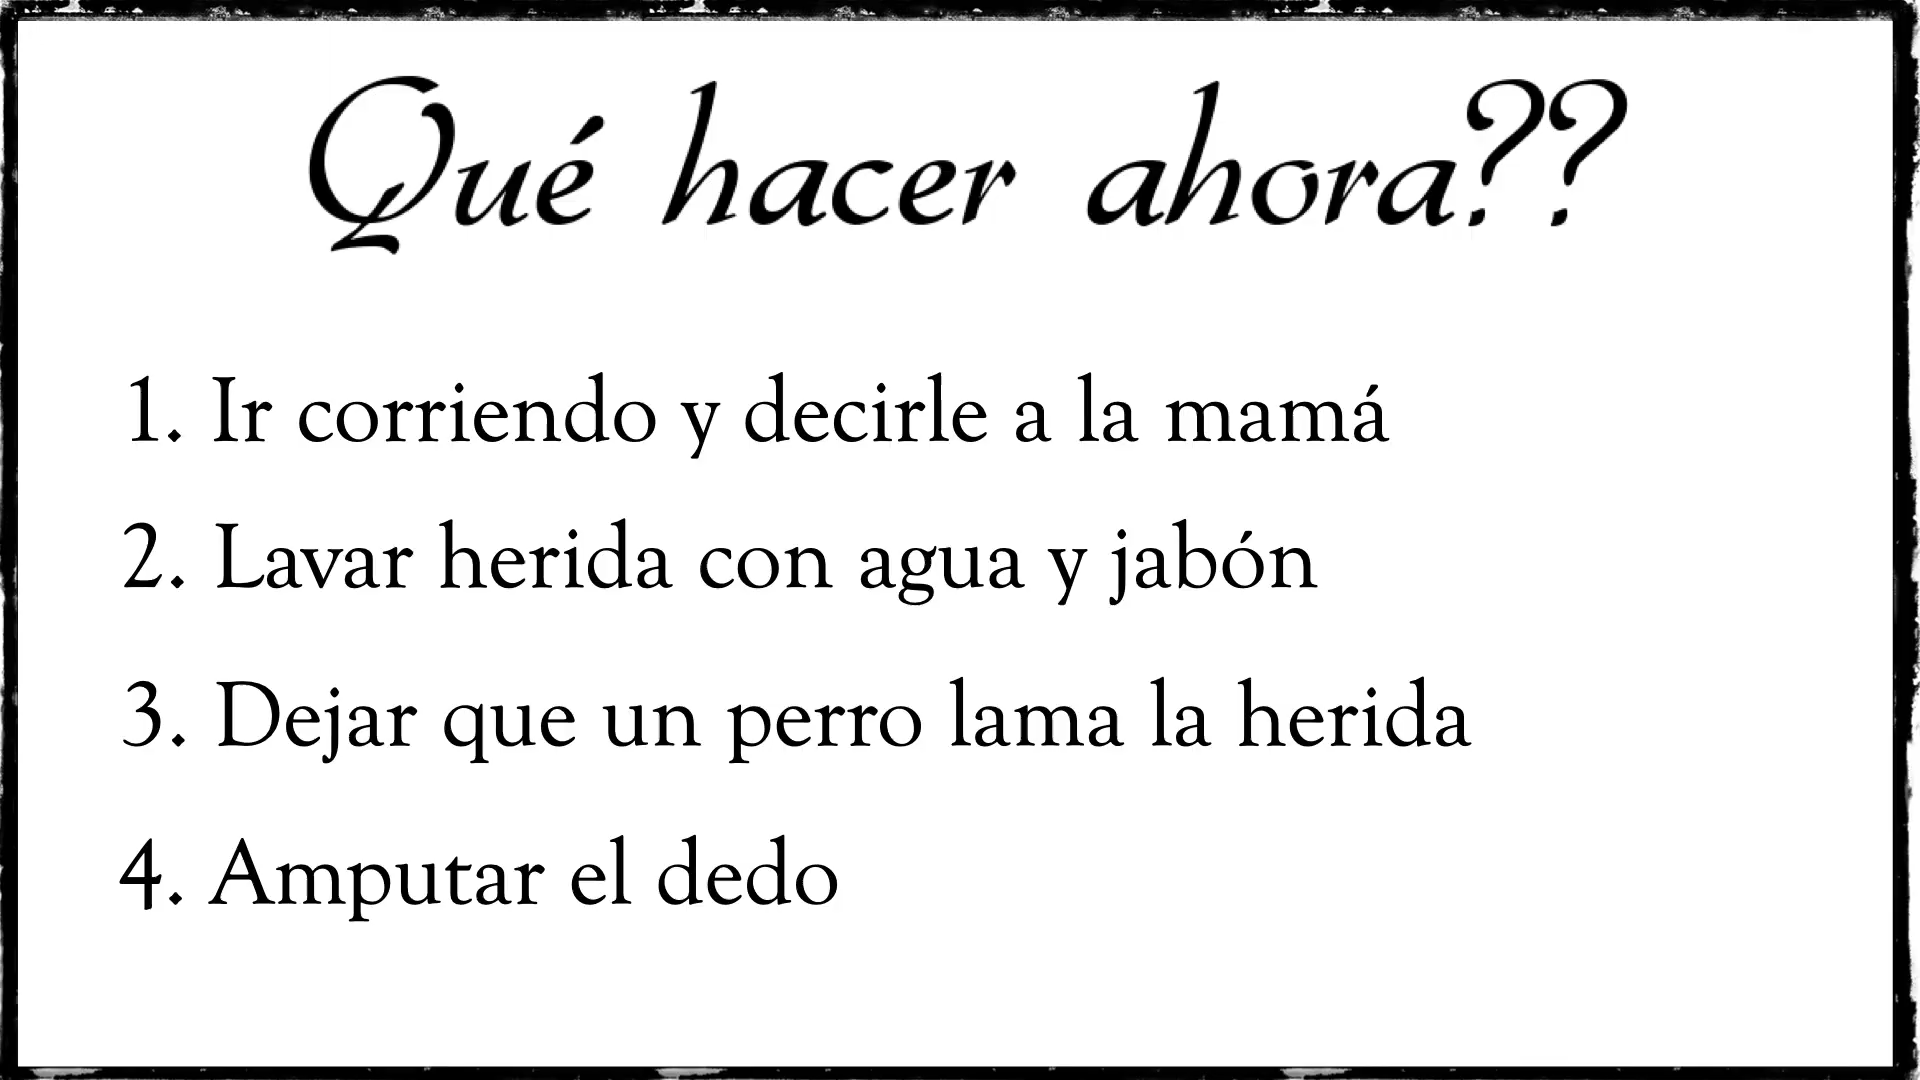 Qué hacer ahora??
1. Ir corriendo y decirle a la mamá
2. Lavar herida con agua y jabón
3. Dejar que un perro lama la herida
4. Amputar el dedo